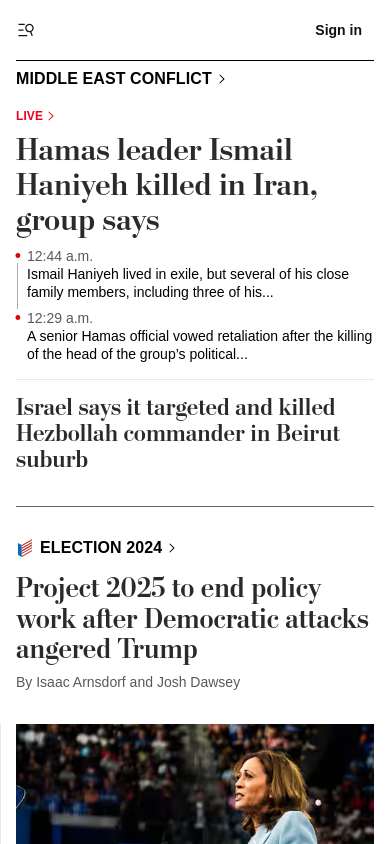 Sign in
MIDDLE EAST CONFLICT
LIVE
Hamas leader Ismail
Haniyeh killed in Iran,
group says
12:44 a.m.
Ismail Haniyeh lived in exile, but several of his close
family members, including three of his...
12:29 a.m.
A senior Hamas official vowed retaliation after the killing
of the head of the group’s political...
Israel says it targeted and killed
Hezbollah commander in Beirut
suburb
ELECTION 2024
Project 2025 to end policy
work after Democratic attacks
angered Trump
By Isaac Arnsdorf and Josh Dawsey